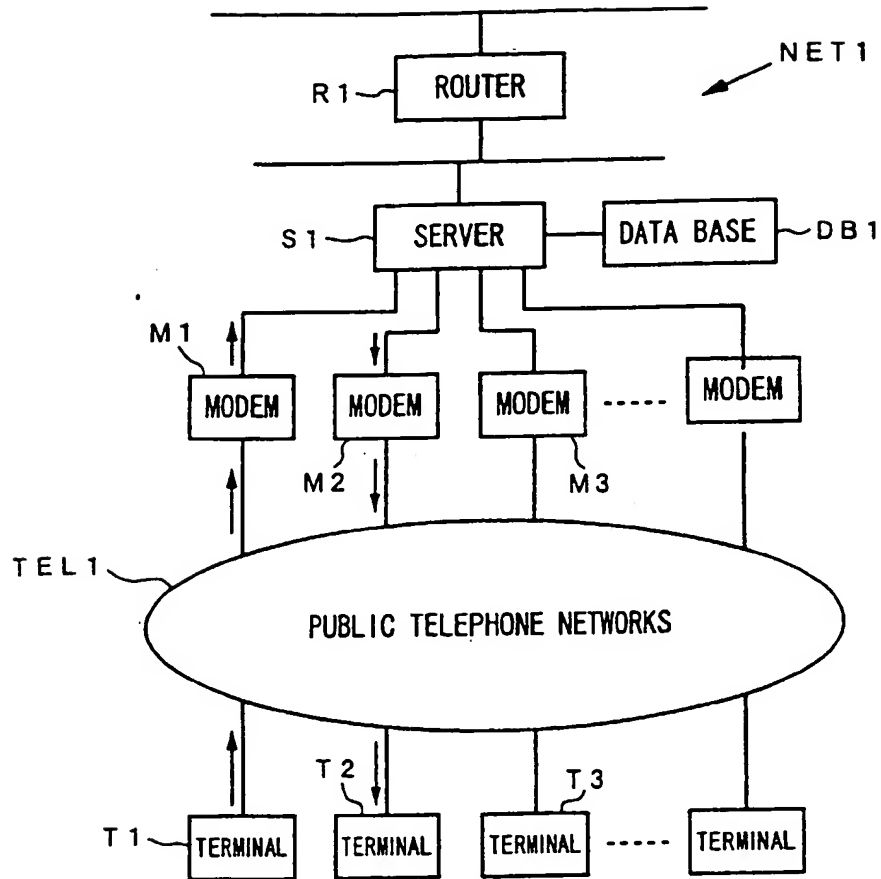 NET1
R1 ROUTER
S1 SERVER DATA BASE DB1
M1
MODEM MODEM MODEM ----- MODEM
M2 M3
TEL1
PUBLIC TELEPHONE NETWORKS
T2 T3
T1 TERMINAL TERMINAL TERMINAL ----- TERMINAL